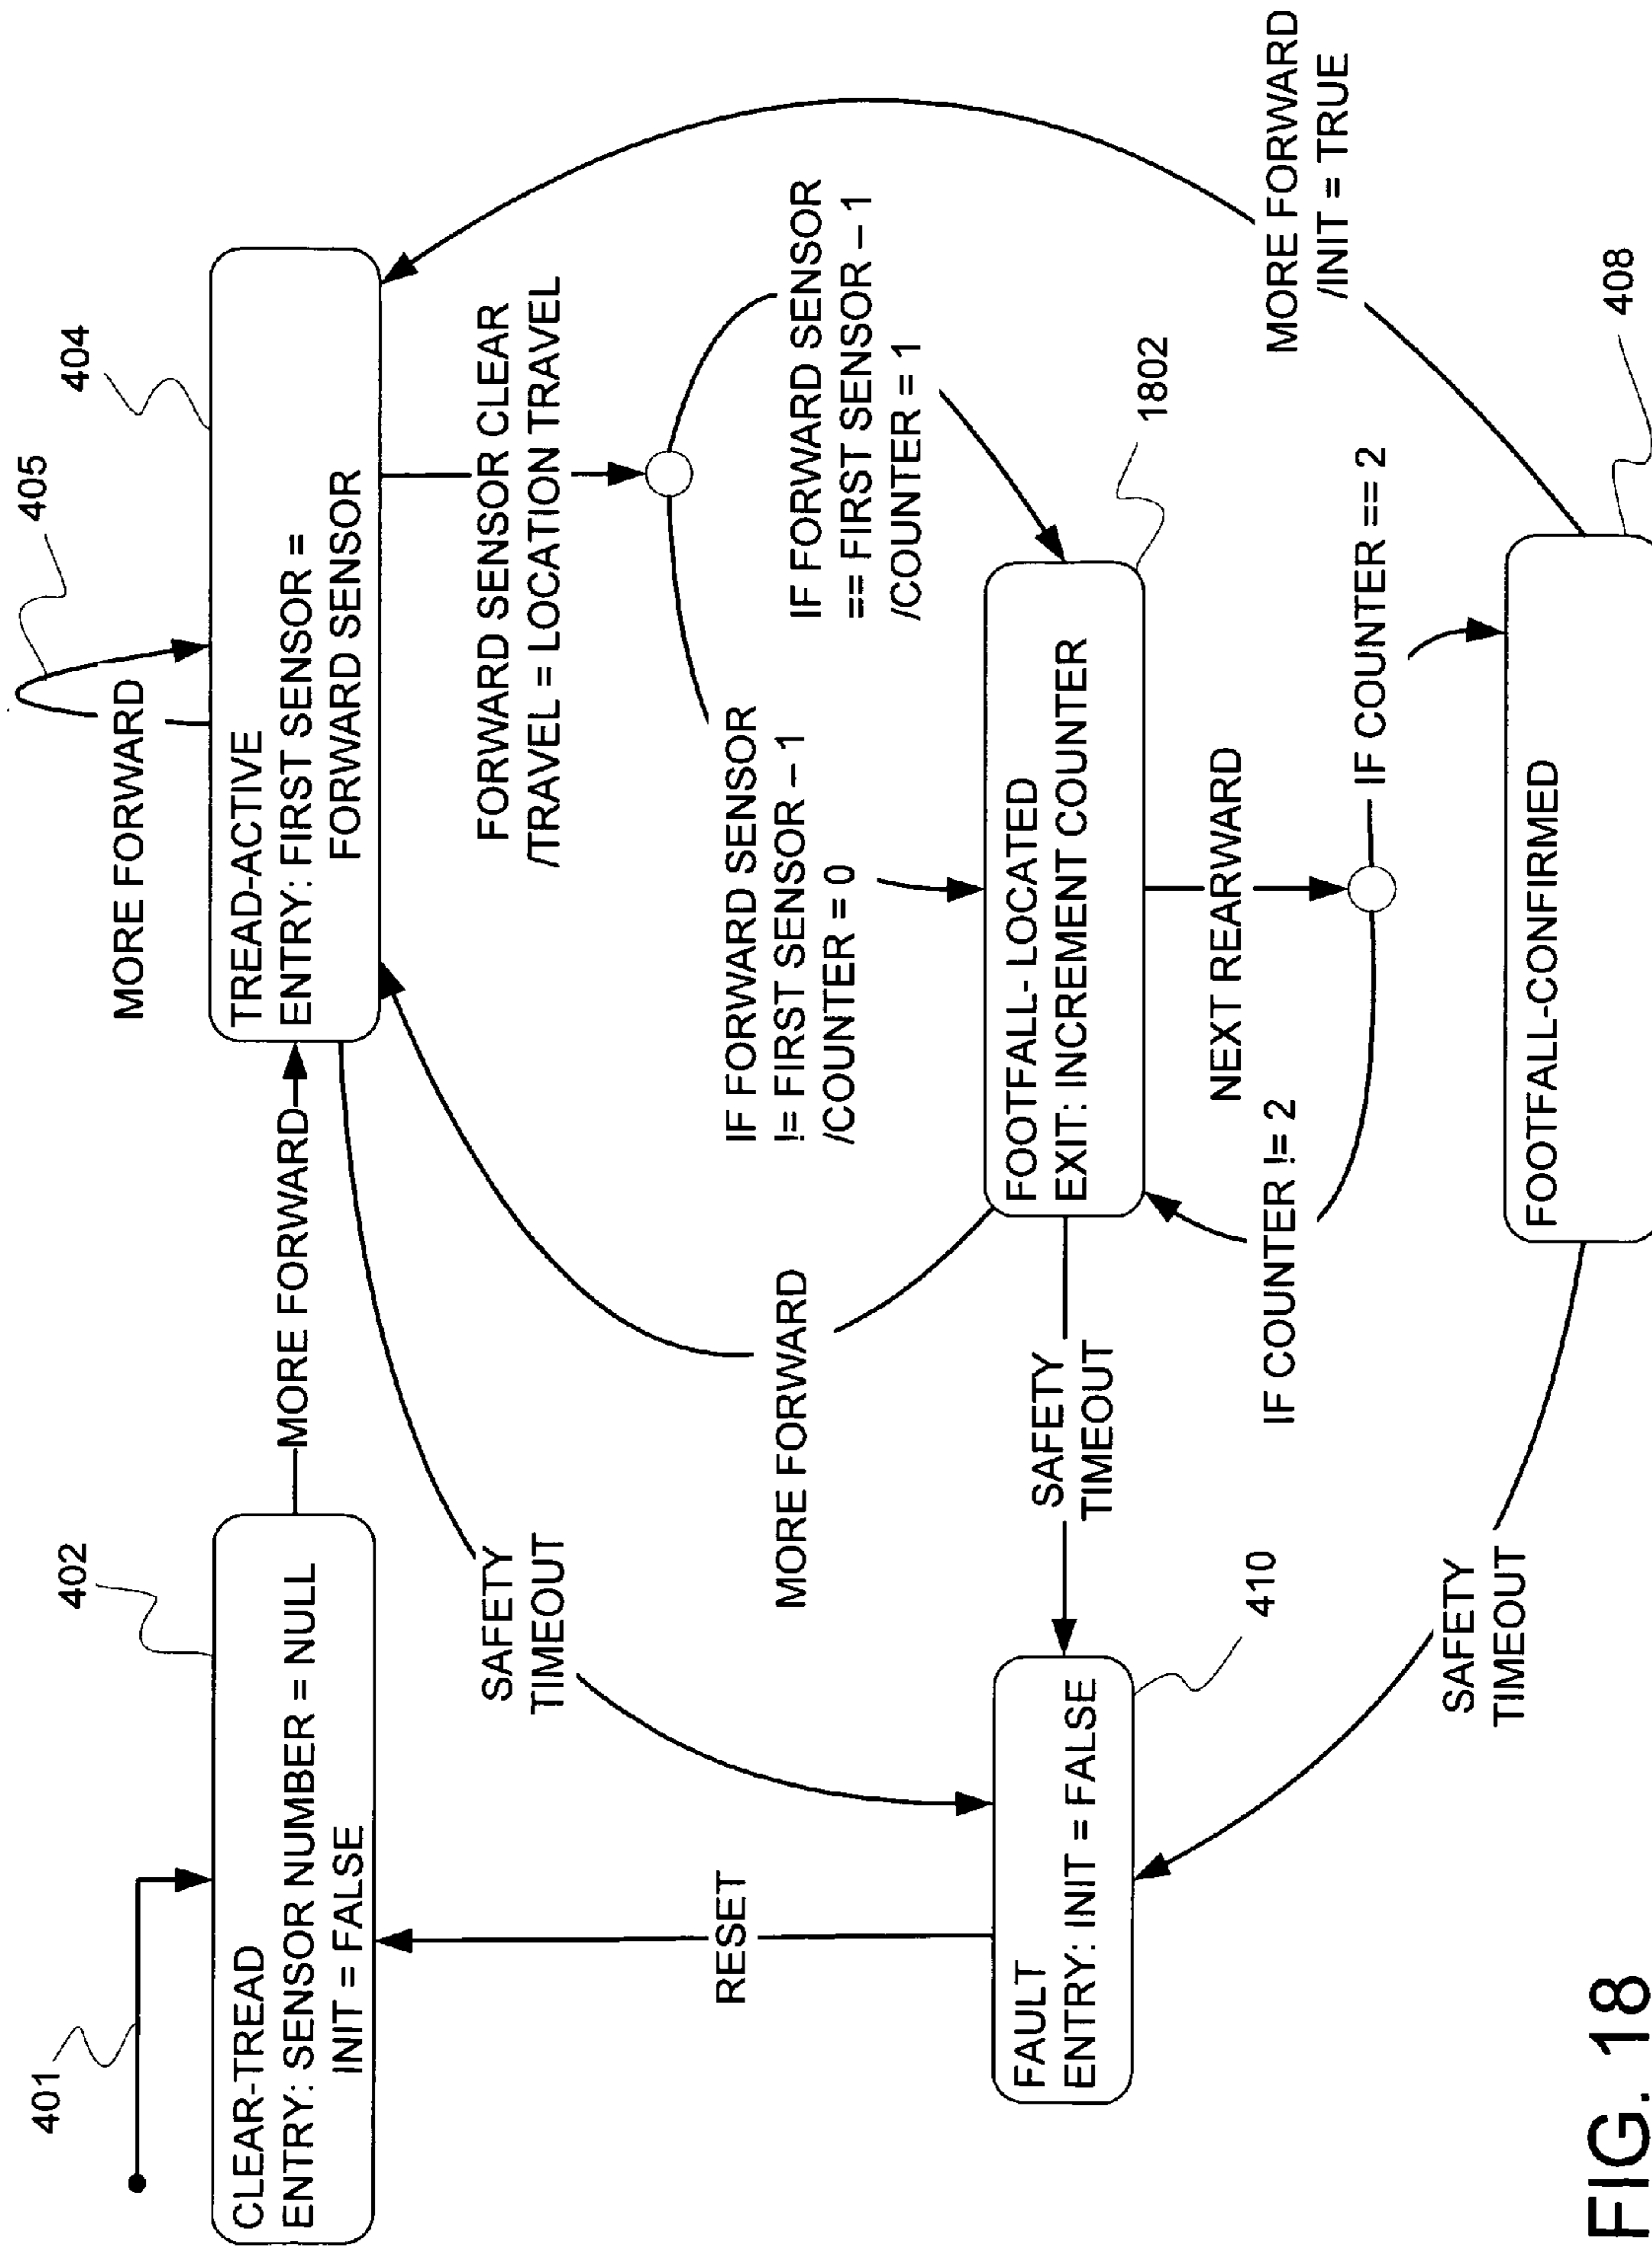 401
CLEAR-TREAD
ENTRY: SENSOR NUMBER = NULL
INIT = FALSE
402
MORE FORWARD
405
MORE FORWARD
404
TREAD-ACTIVE
ENTRY: FIRST SENSOR =
FORWARD SENSOR
SAFETY
TIMEOUT
FORWARD SENSOR CLEAR
/TRAVEL = LOCATION TRAVEL
RESET
MORE FORWARD
IF FORWARD SENSOR
!= FIRST SENSOR – 1
/COUNTER = 0
IF FORWARD SENSOR
== FIRST SENSOR – 1
/COUNTER = 1
FAULT
ENTRY: INIT = FALSE
410
SAFETY
TIMEOUT
FOOTFALL- LOCATED
EXIT: INCREMENT COUNTER
1802
NEXT REARWARD
IF COUNTER != 2
IF COUNTER == 2
MORE FORWARD
/INIT = TRUE
SAFETY
TIMEOUT
FOOTFALL-CONFIRMED
408
FIG. 18